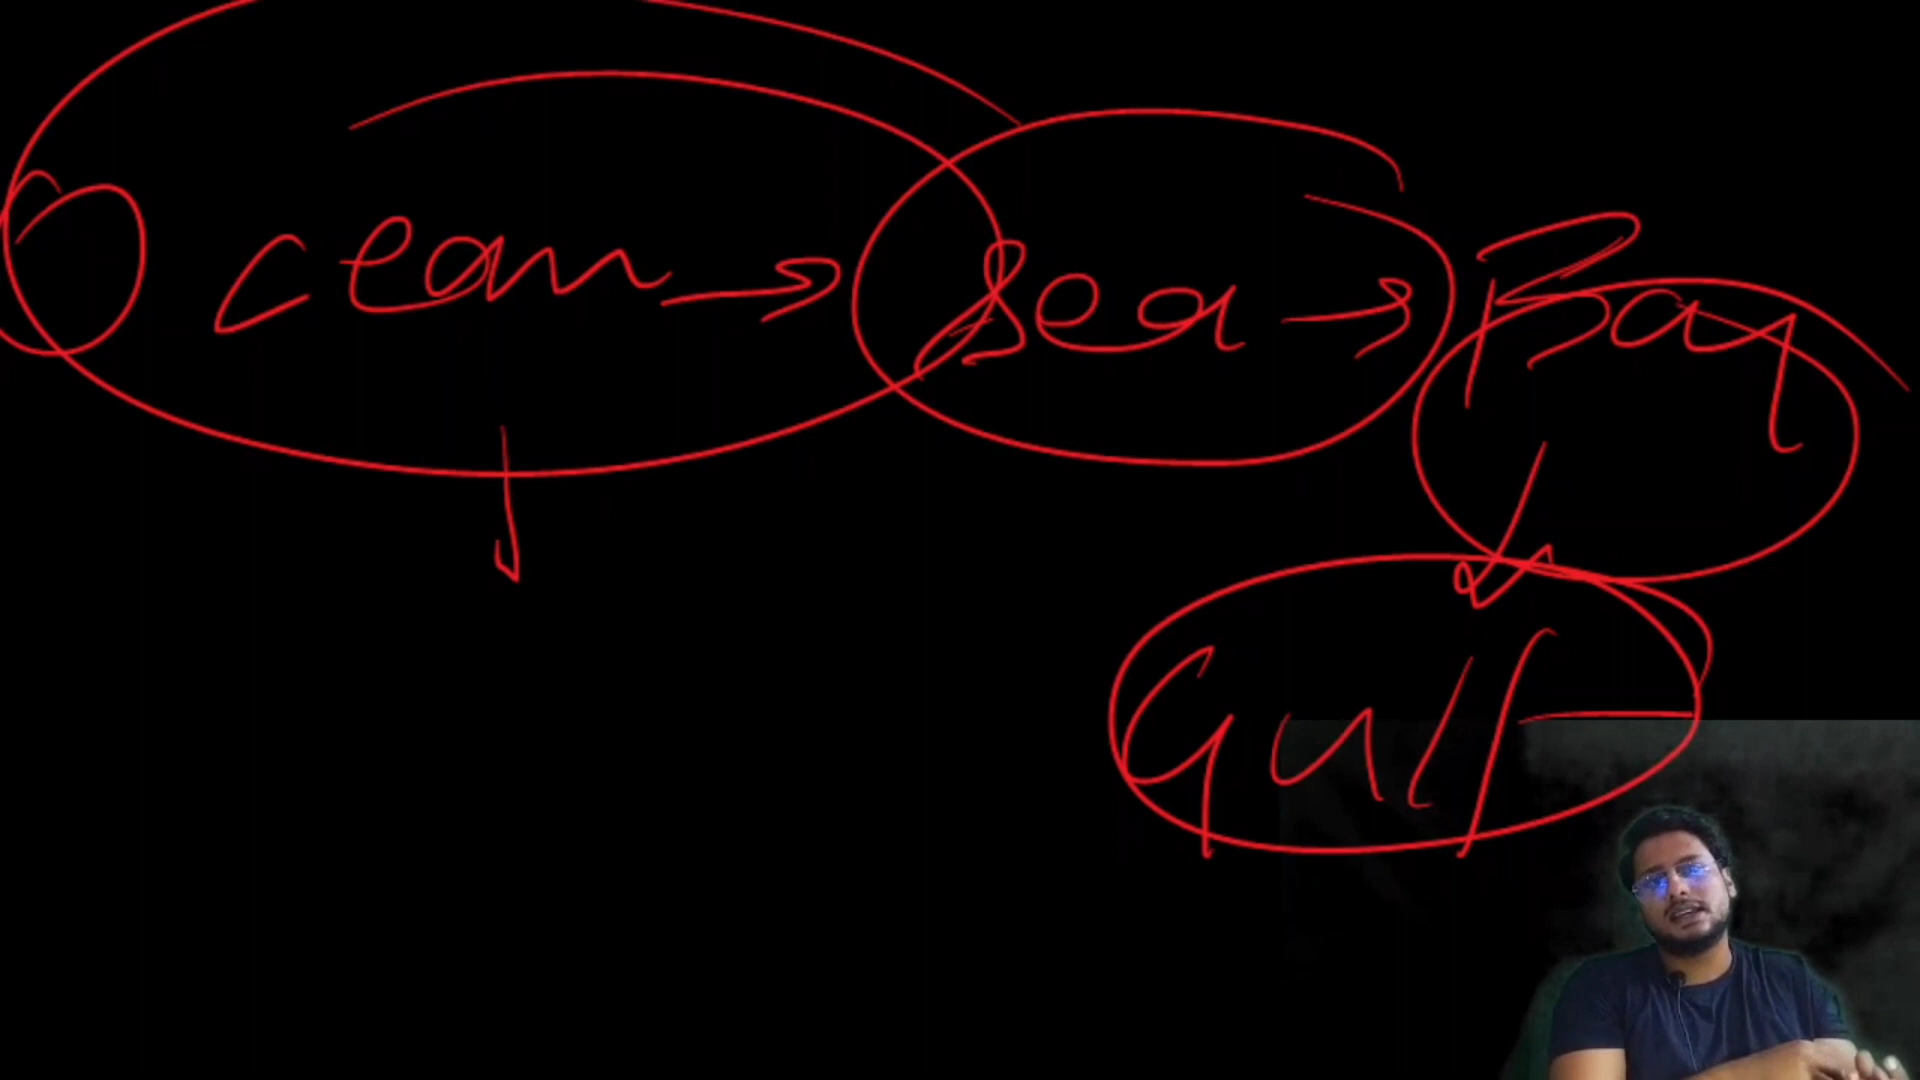 Ocean → Sea → Bay
Gulf